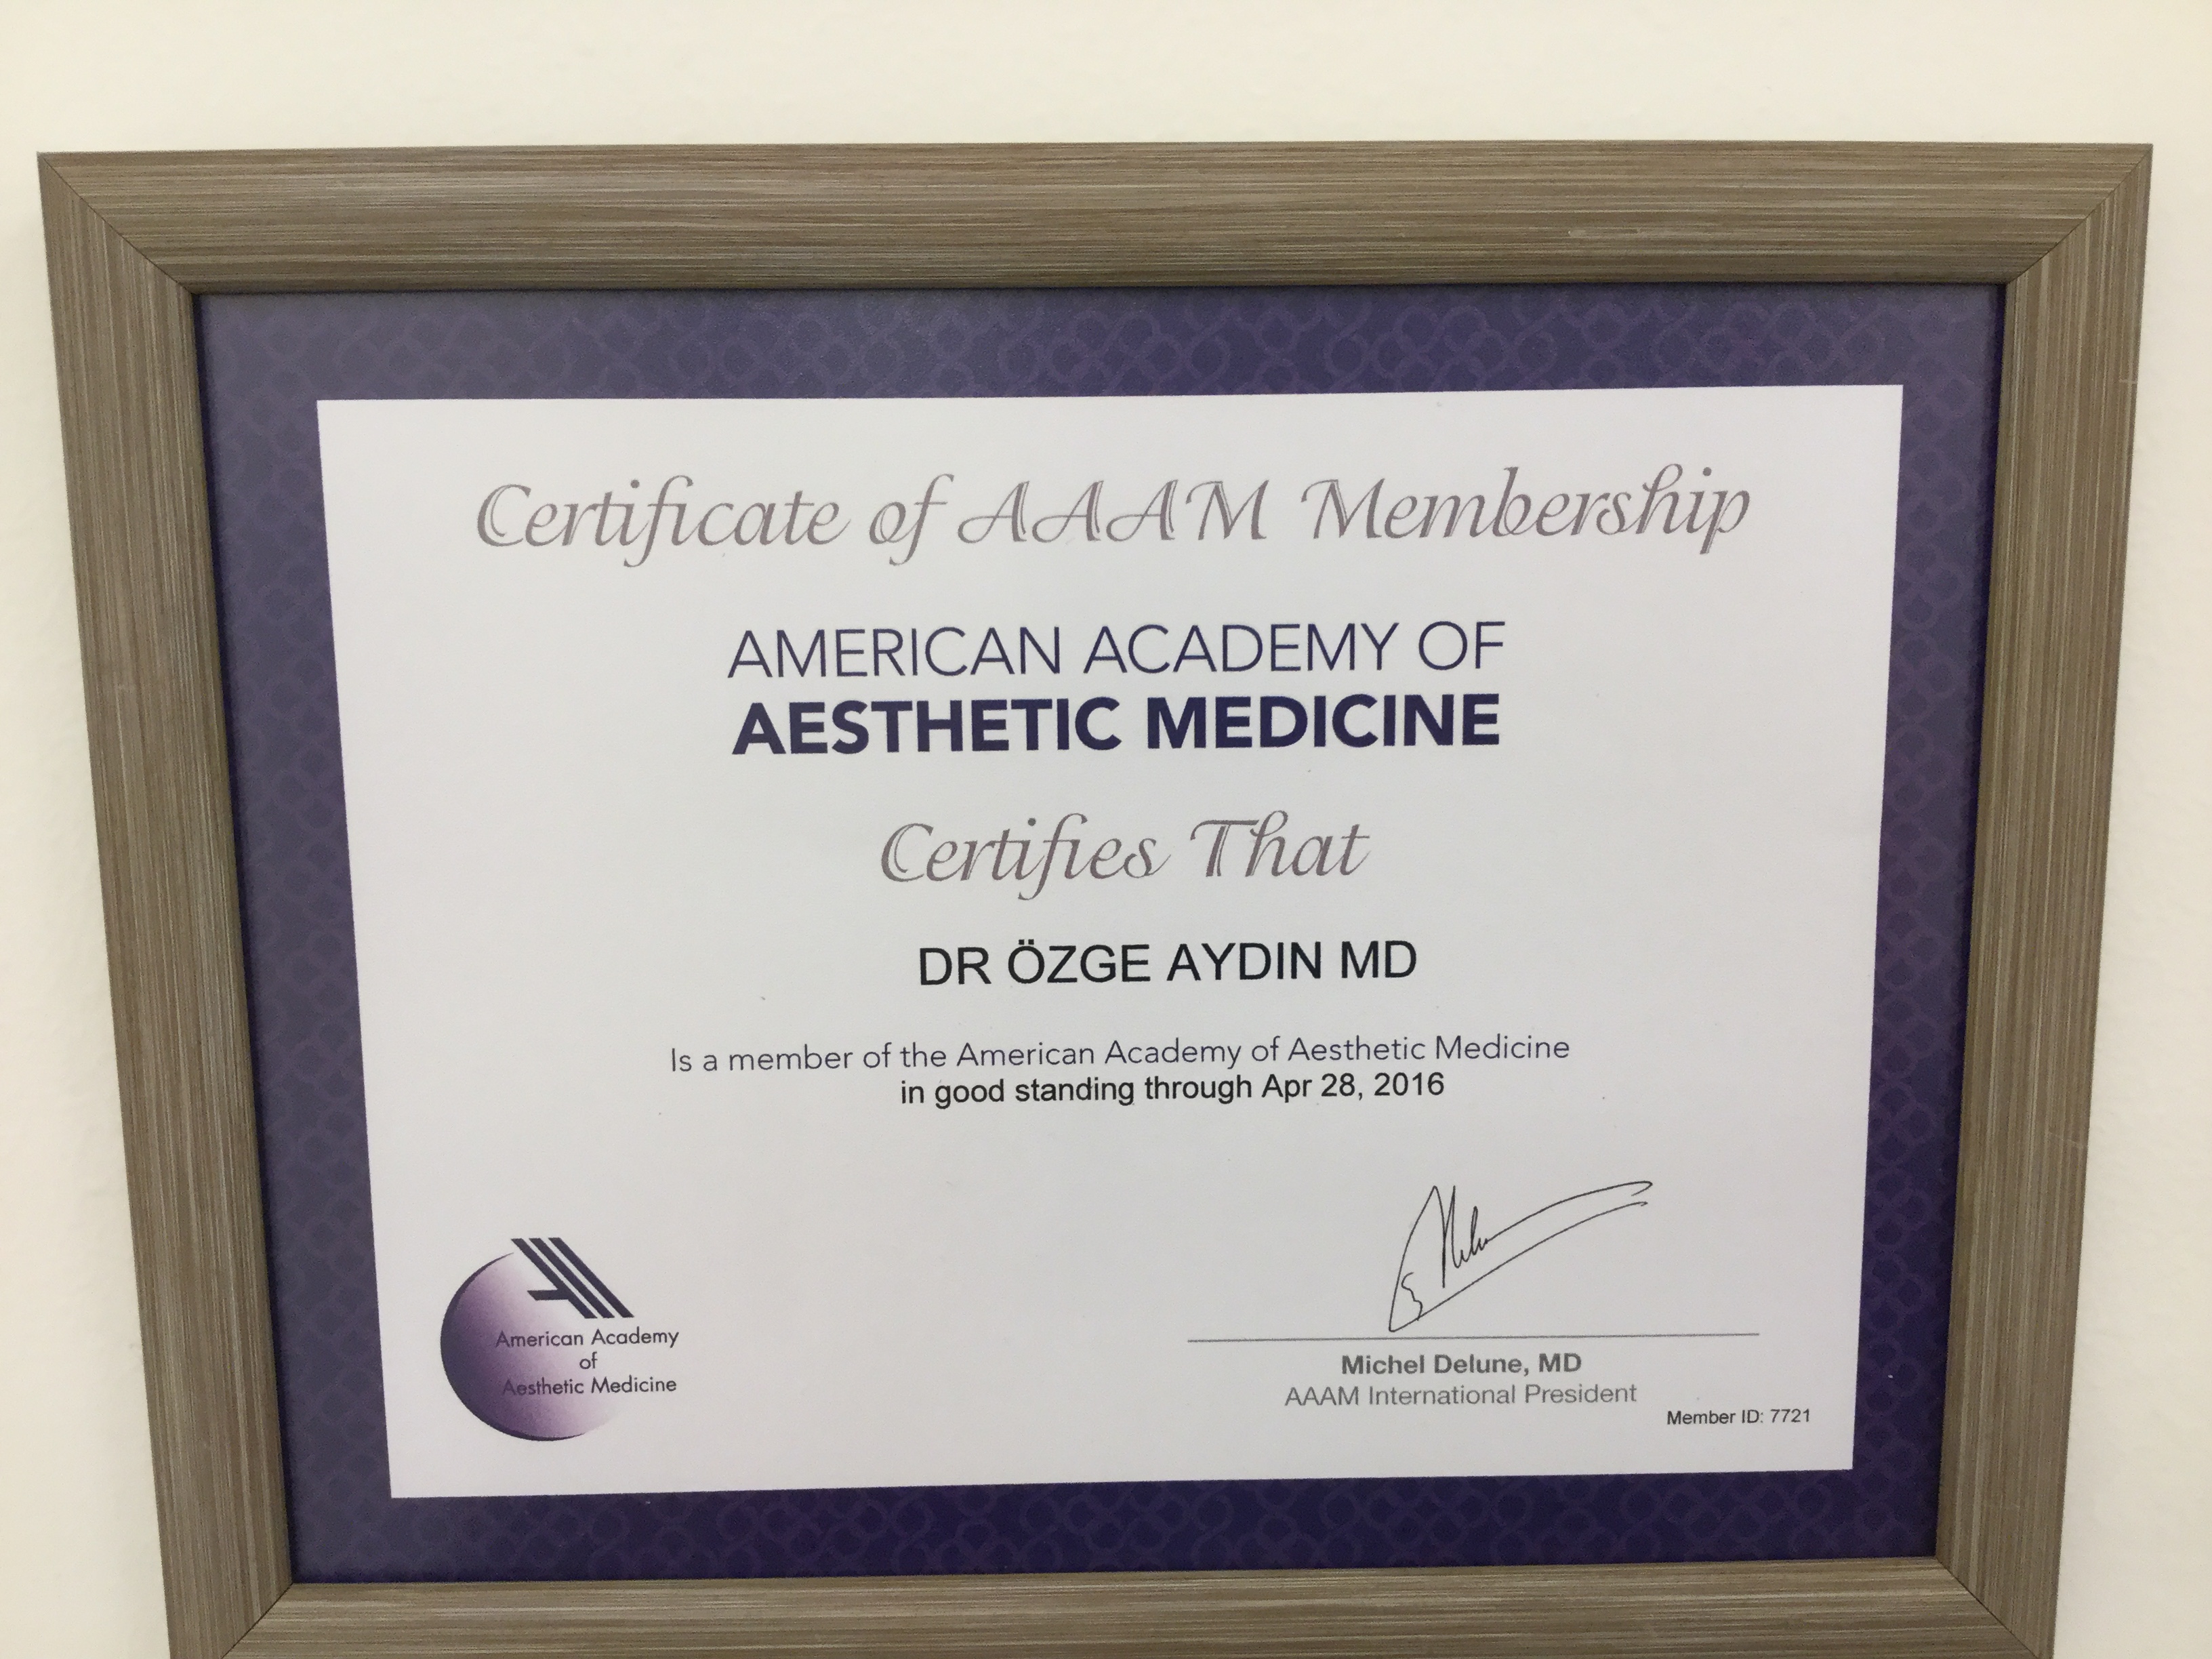 Certificate of AAAM Membership
AMERICAN ACADEMY OF
AESTHETIC MEDICINE
Certifies That
DR ÖZGE AYDIN MD
Is a member of the American Academy of Aesthetic Medicine
in good standing through Apr 28, 2016
American Academy
of
Aesthetic Medicine
Michel Delune, MD
AAAM International President
Member ID: 7721